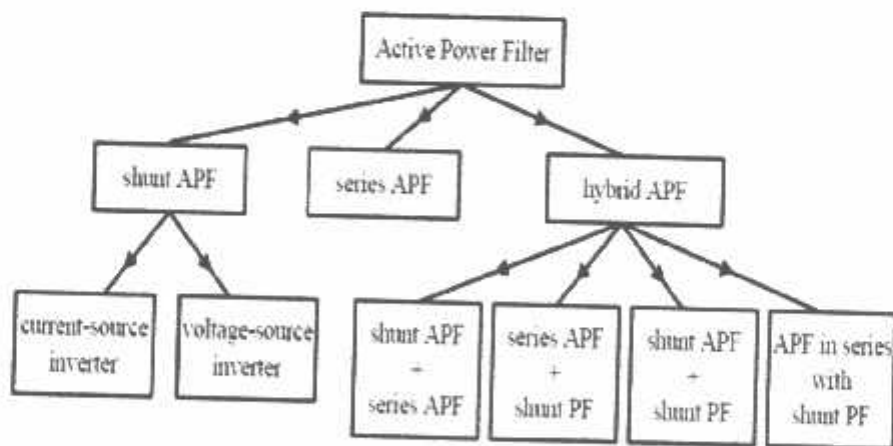 Active Power Filter
shunt APF
series APF
hybrid APF
current-source
inverter
voltage-source
inverter
shunt APF
+
series APF
series APF
+
shunt PF
shunt APF
+
shunt PF
APF in series
with
shunt PF